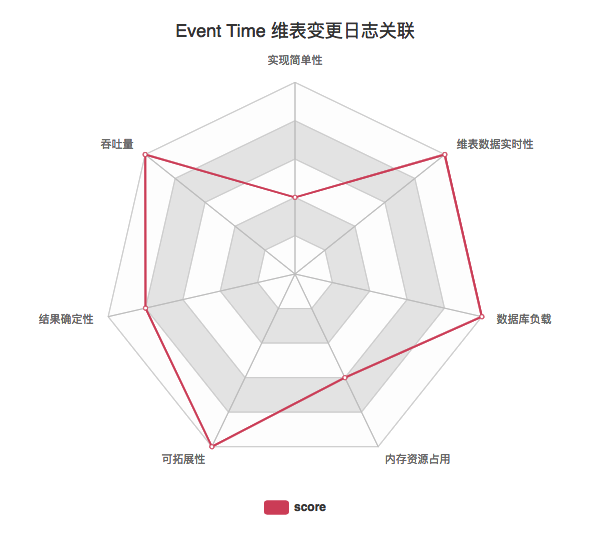 Event Time 维表变更日志关联
实现简单性
吞吐量
维表数据实时性
结果确定性
数据库负载
可拓展性
内存资源占用
score